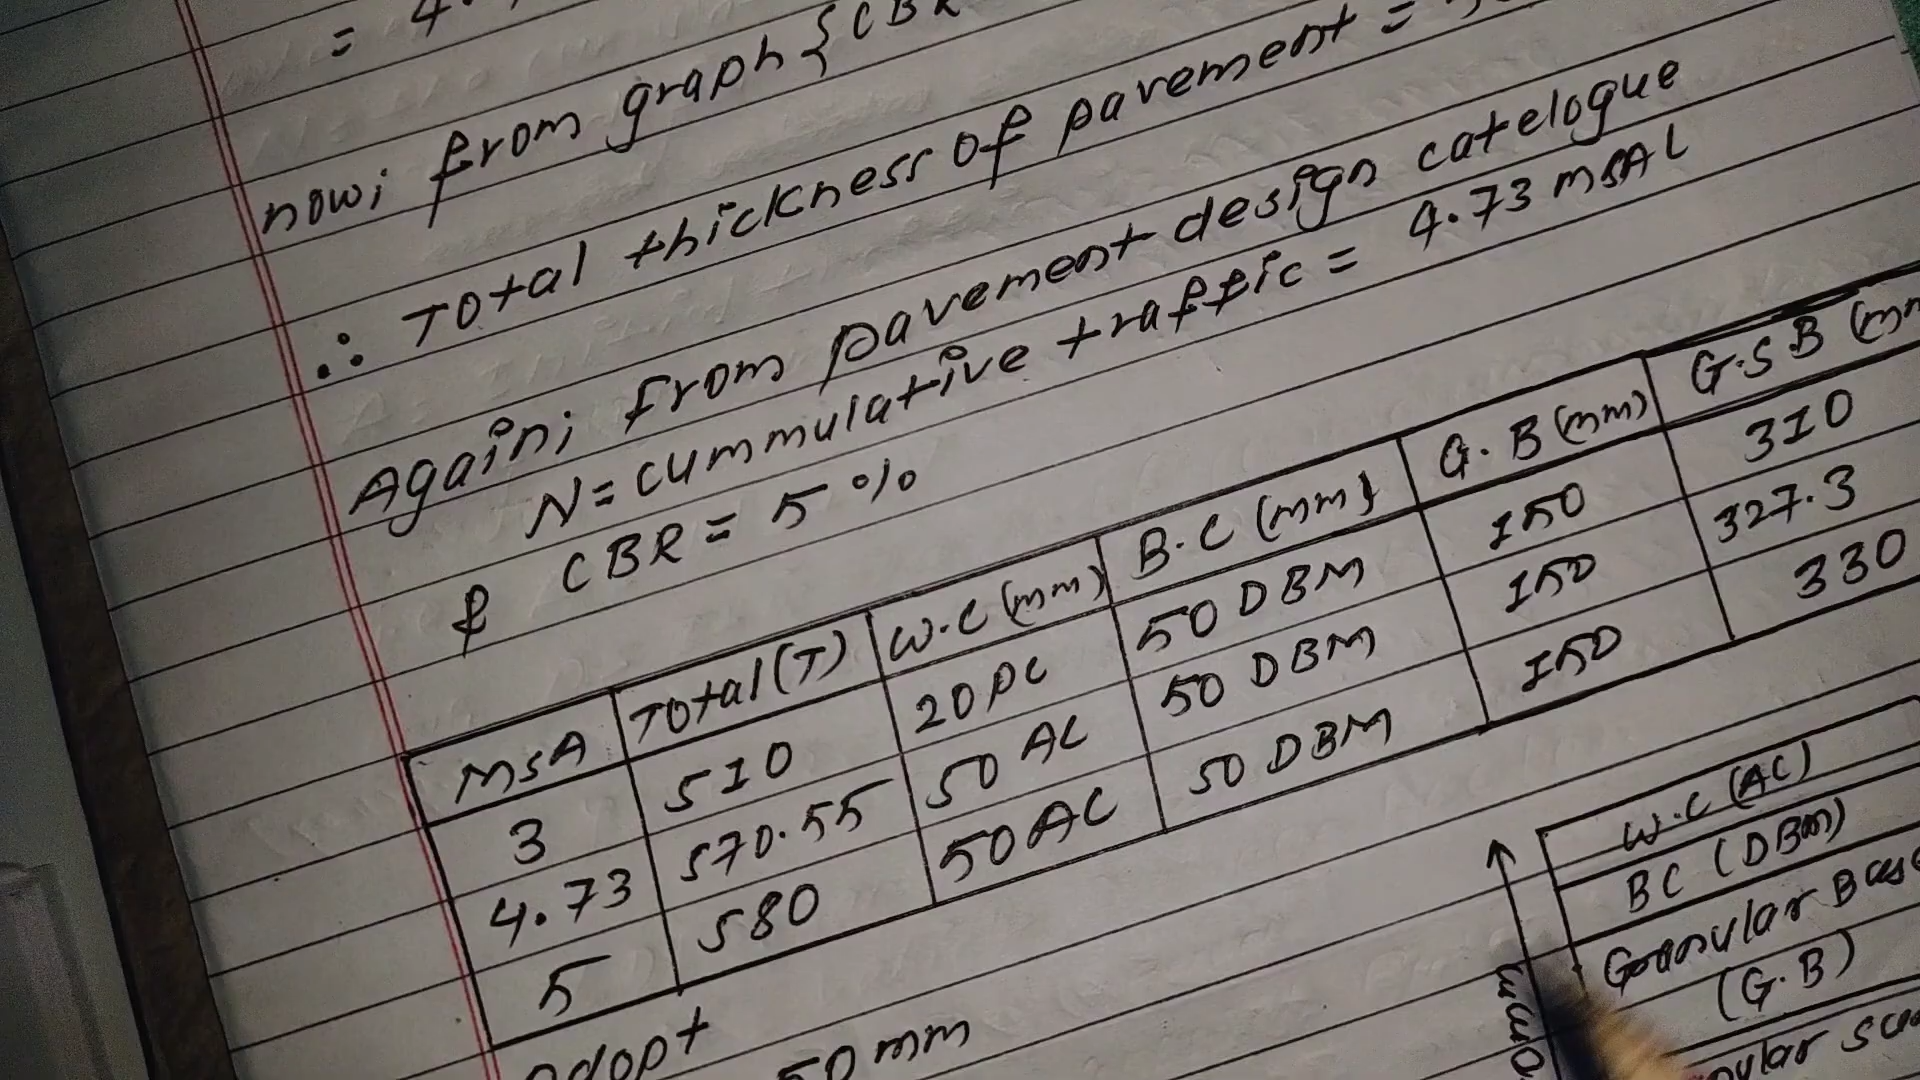 = 4.
now; from graph {CBR
∴ Total thickness of pavement =
Again; from pavement design catelogue
N = cummulative traffic = 4.73 MSAL
& CBR = 5 %
MSA Total (T) W.C (mm) B.C (mm) G.B (mm) G.S B (mm
3 510 20 PC 50 DBM 150 310
4.73 570.55 50 AC 50 DBM 150 327.3
5 580 50 AC 50 DBM 150 330
Adopt
50 mm
W.C (AC)
BC (DBM)
Granular Base
(G.B)